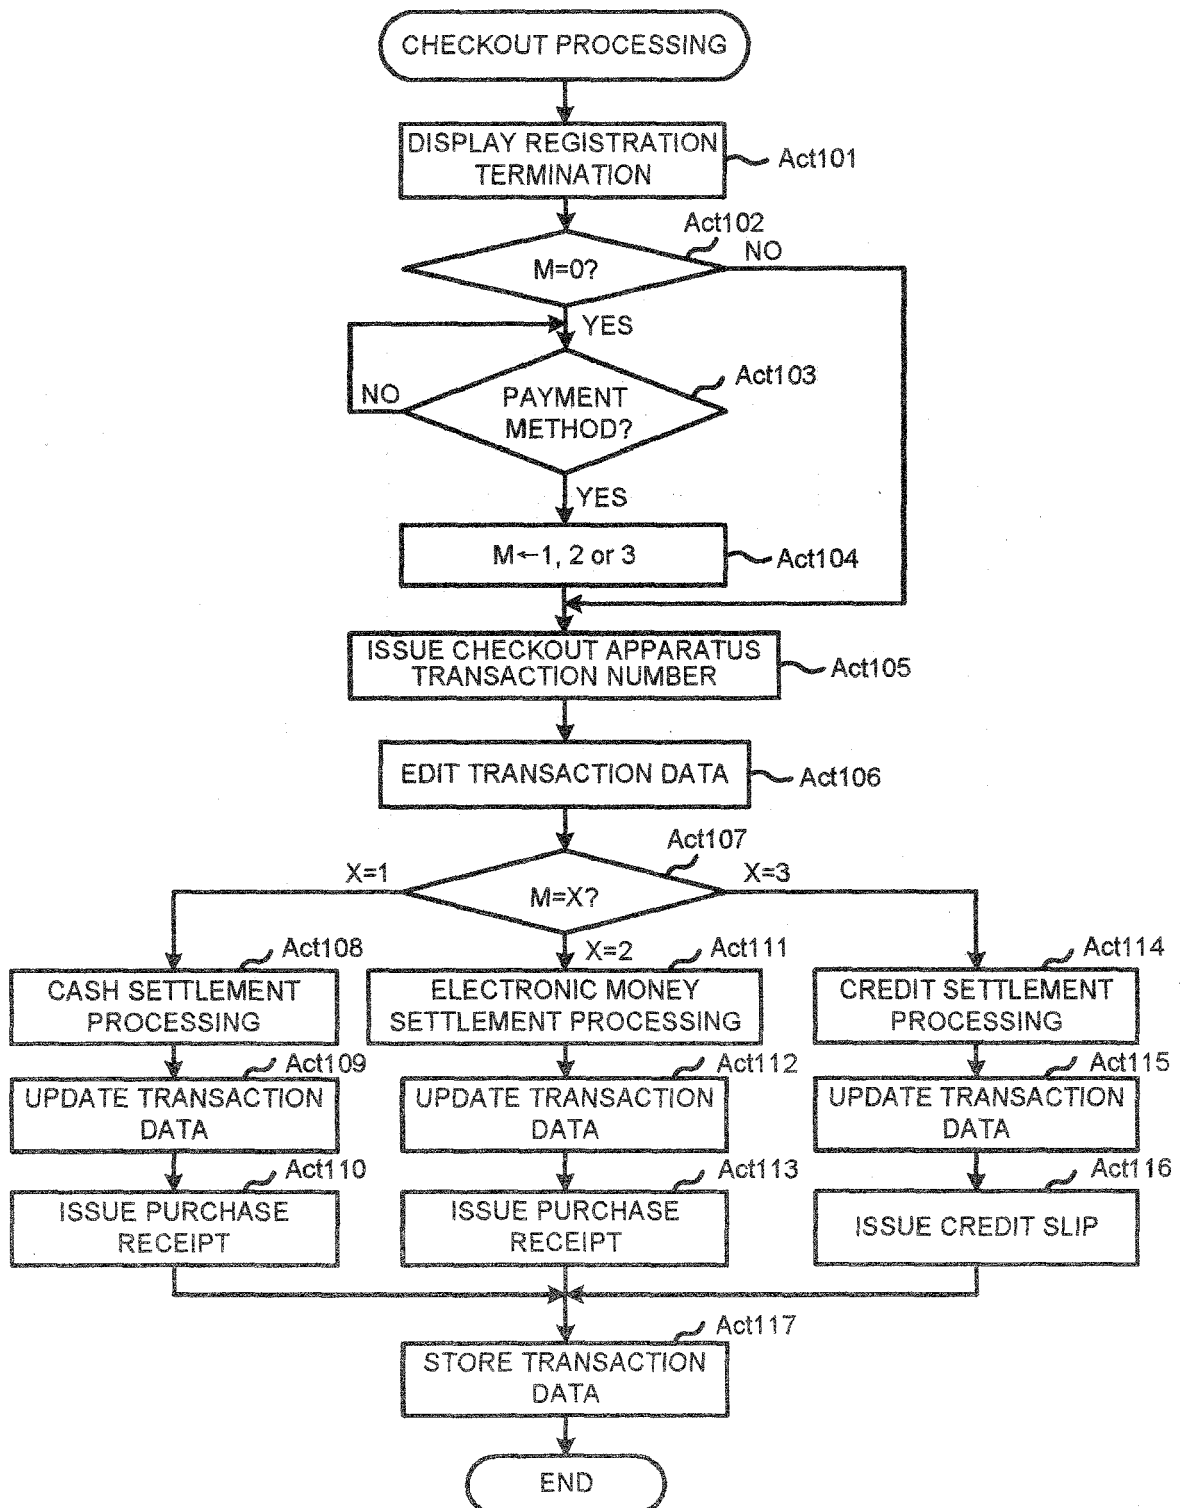 CHECKOUT PROCESSING
DISPLAY REGISTRATION
TERMINATION
Act101
Act102
M=0?
NO
YES
Act103
NO
PAYMENT
METHOD?
YES
M←1, 2 or 3
Act104
ISSUE CHECKOUT APPARATUS
TRANSACTION NUMBER
Act105
EDIT TRANSACTION DATA
Act106
Act107
X=1
M=X?
X=3
X=2
Act108
CASH SETTLEMENT
PROCESSING
Act111
ELECTRONIC MONEY
SETTLEMENT PROCESSING
Act114
CREDIT SETTLEMENT
PROCESSING
Act109
UPDATE TRANSACTION
DATA
Act112
UPDATE TRANSACTION
DATA
Act115
UPDATE TRANSACTION
DATA
Act110
ISSUE PURCHASE
RECEIPT
Act113
ISSUE PURCHASE
RECEIPT
Act116
ISSUE CREDIT SLIP
Act117
STORE TRANSACTION
DATA
END